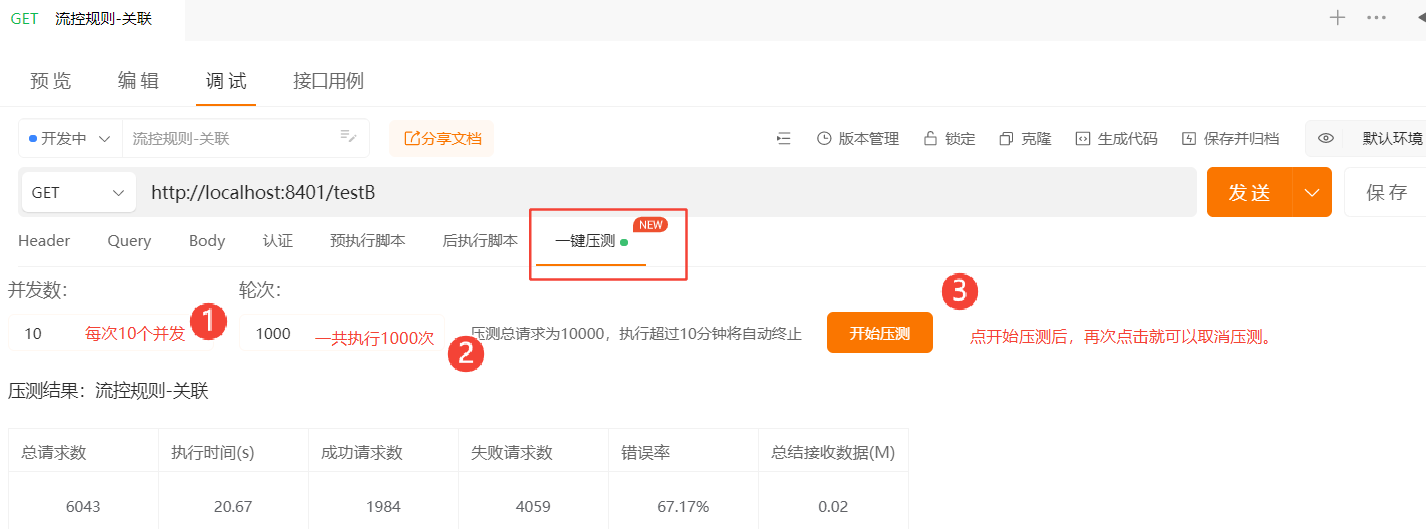 GET 流控规则-关联
预览 编辑 调试 接口用例
开发中 流控规则-关联 分享文档 版本管理 锁定 克隆 生成代码 保存并归档 默认环境
GET http://localhost:8401/testB 发送 保存
NEW
Header Query Body 认证 预执行脚本 后执行脚本 一键压测
并发数: 轮次: 3
10 每次10个并发 1 1000 一共执行1000次 2 压测总请求为10000，执行超过10分钟将自动终止 开始压测 点开始压测后，再次点击就可以取消压测。
压测结果：流控规则-关联
总请求数 执行时间(s) 成功请求数 失败请求数 错误率 总结接收数据(M)
6043 20.67 1984 4059 67.17% 0.02